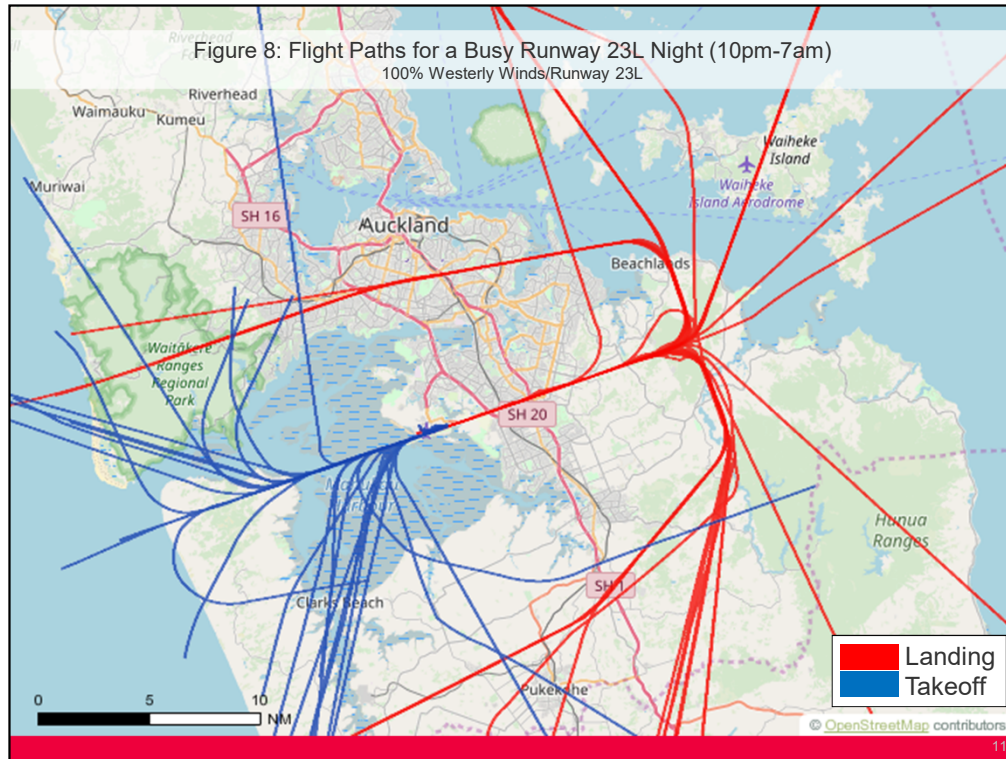 Figure 8: Flight Paths for a Busy Runway 23L Night (10pm-7am)
100% Westerly Winds/Runway 23L
Riverhead
Riverhead
Waimauku
Kumeu
Muriwai
SH 16
Auckland
Waiheke
Island
Waiheke
Island Aerodrome
Beachlands
Waitākere
Ranges
Regional
Park
SH 20
Hunua
Ranges
SH 1
Clarks Beach
Pukekohe
Landing
Takeoff
0 5 10
NM
© OpenStreetMap contributors
11